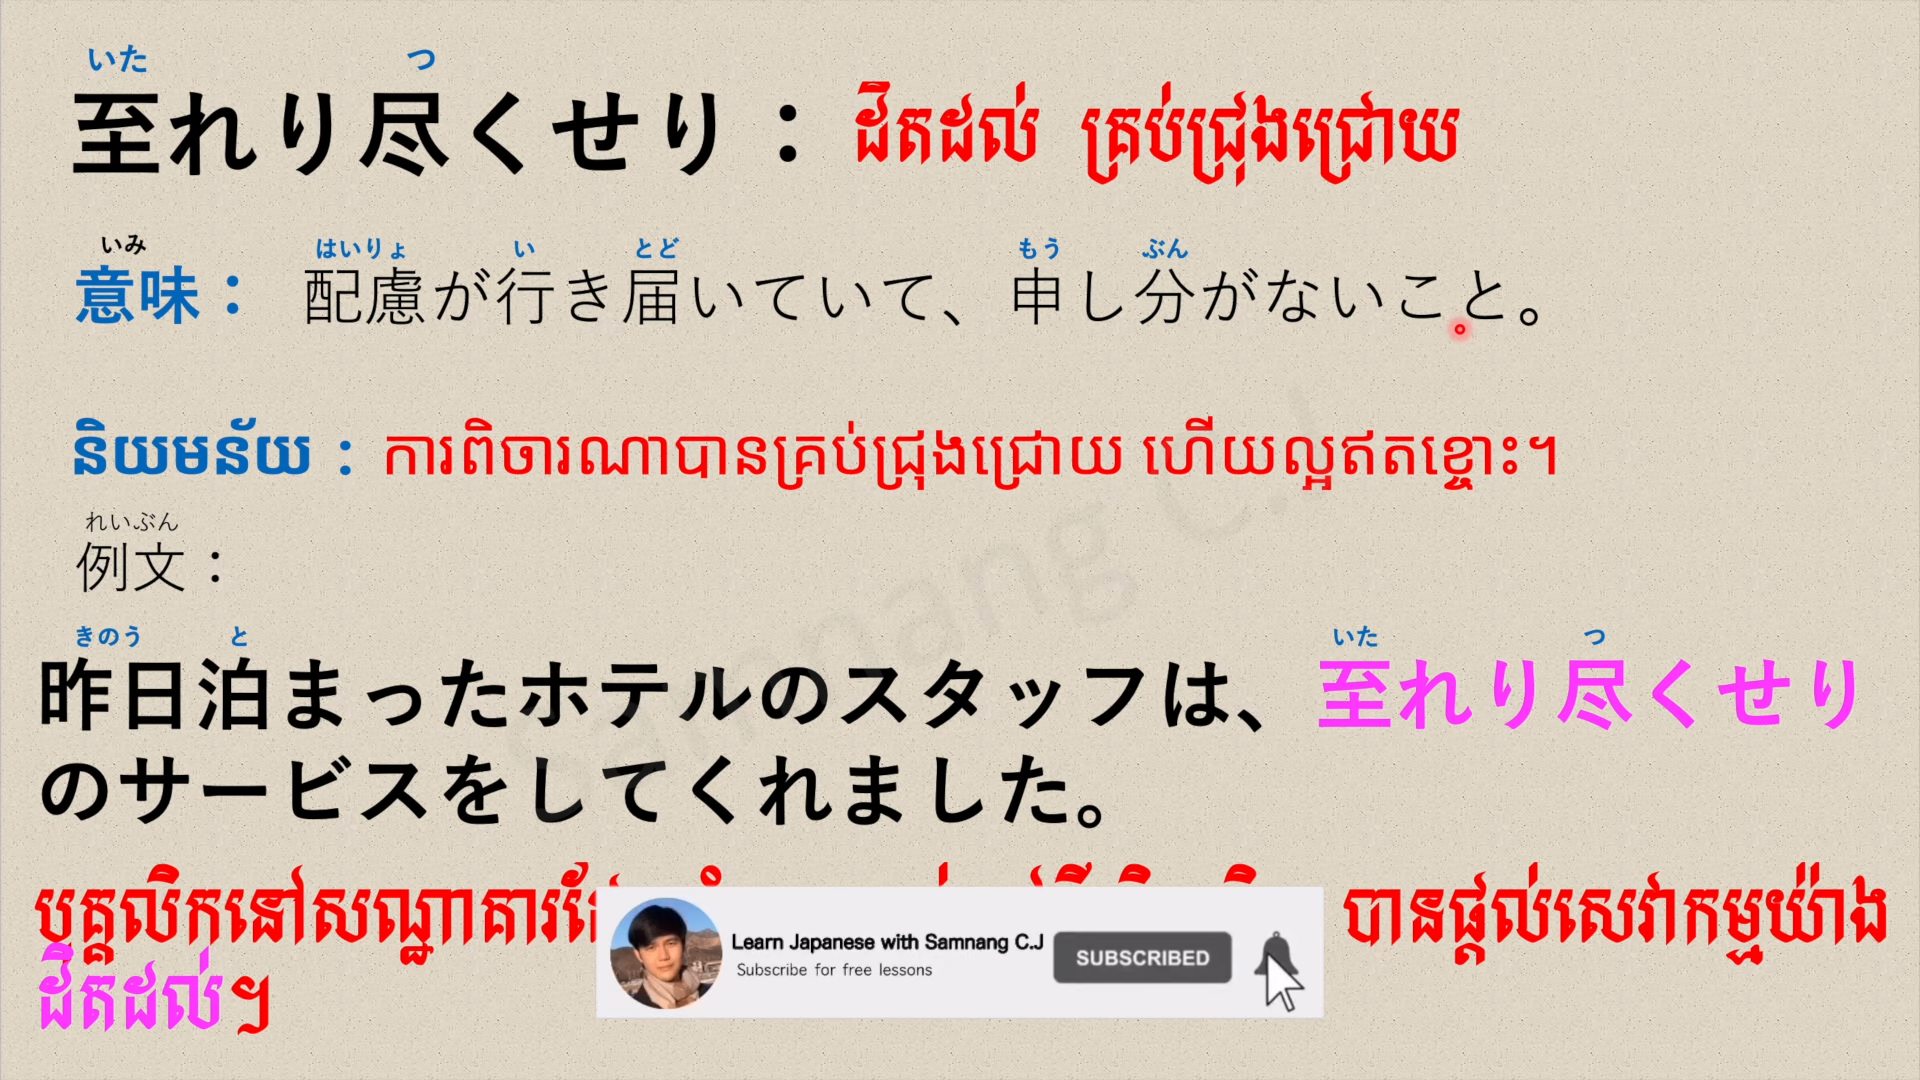 いた つ
至れり尽くせり：ដិតដល់ គ្រប់ជ្រុងជ្រោយ
いみ はいりょ い とど もう ぶん
意味： 配慮が行き届いていて、申し分がないこと。
និយមន័យ : ការពិចារណាបានគ្រប់ជ្រុងជ្រោយ ហើយល្អឥតខ្ចោះ។
れいぶん
例文：
きのう と いた つ
昨日泊まったホテルのスタッフは、至れり尽くせり
のサービスをしてくれました。
បុគ្គលិកនៅសណ្ឋាគារ បានផ្តល់សេវាកម្មយ៉ាង
ដិតដល់។
Learn Japanese with Samnang C.J
Subscribe for free lessons
SUBSCRIBED
Samnang C.J